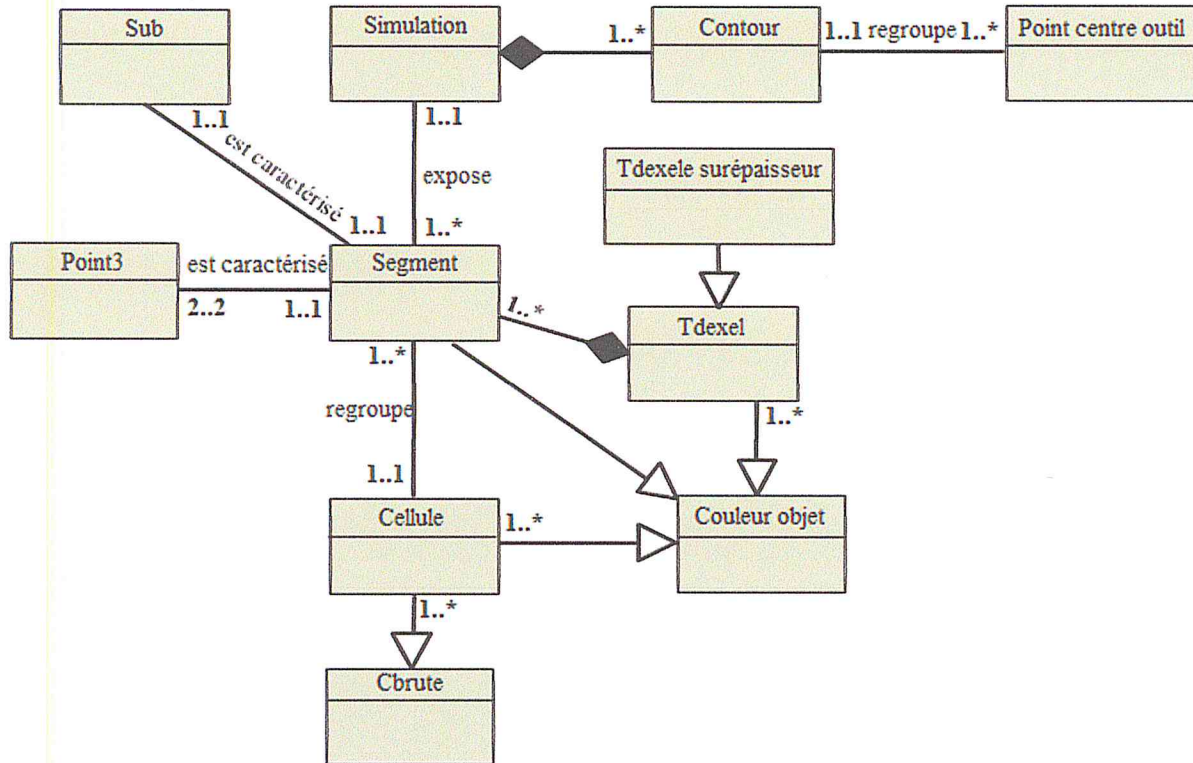 Sub
Simulation
Contour
Point centre outil
1..*
1..1 regroupe 1..*
1..1
1..1
est caractérisé
expose
Tdexele surépaisseur
1..1
1..*
Point3
est caractérisé
Segment
2..2
1..1
1..*
Tdexel
1..*
regroupe
1..*
1..1
Cellule
1..*
Couleur objet
1..*
Cbrute